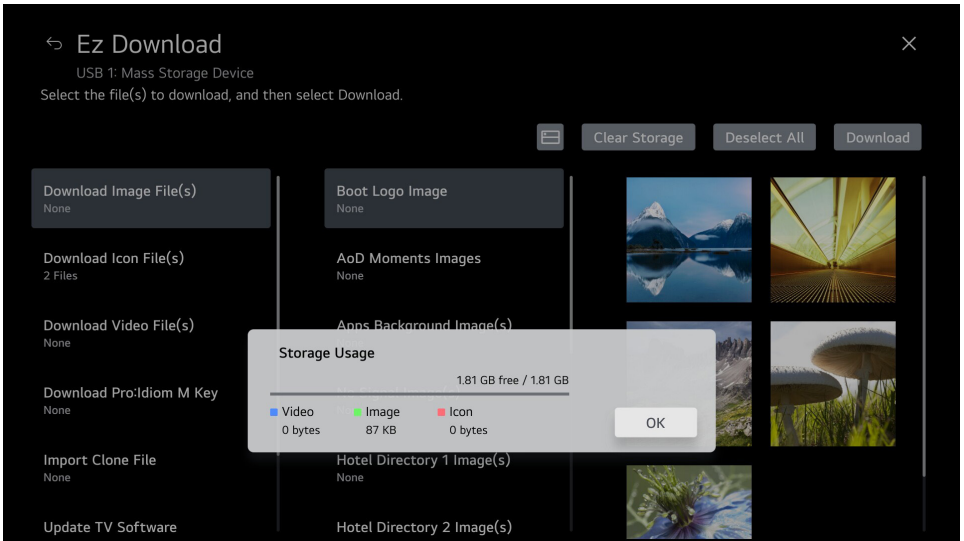 Ez Download
USB 1: Mass Storage Device
Select the file(s) to download, and then select Download.
Clear Storage
Deselect All
Download
Download Image File(s)
None
Download Icon File(s)
2 Files
Download Video File(s)
None
Download Pro:Idiom M Key
None
Import Clone File
None
Update TV Software
Boot Logo Image
None
AoD Moments Images
None
Apps Background Image(s)
Hotel Directory 1 Image(s)
None
Hotel Directory 2 Image(s)
Storage Usage
1.81 GB free / 1.81 GB
Video
0 bytes
Image
87 KB
Icon
0 bytes
OK